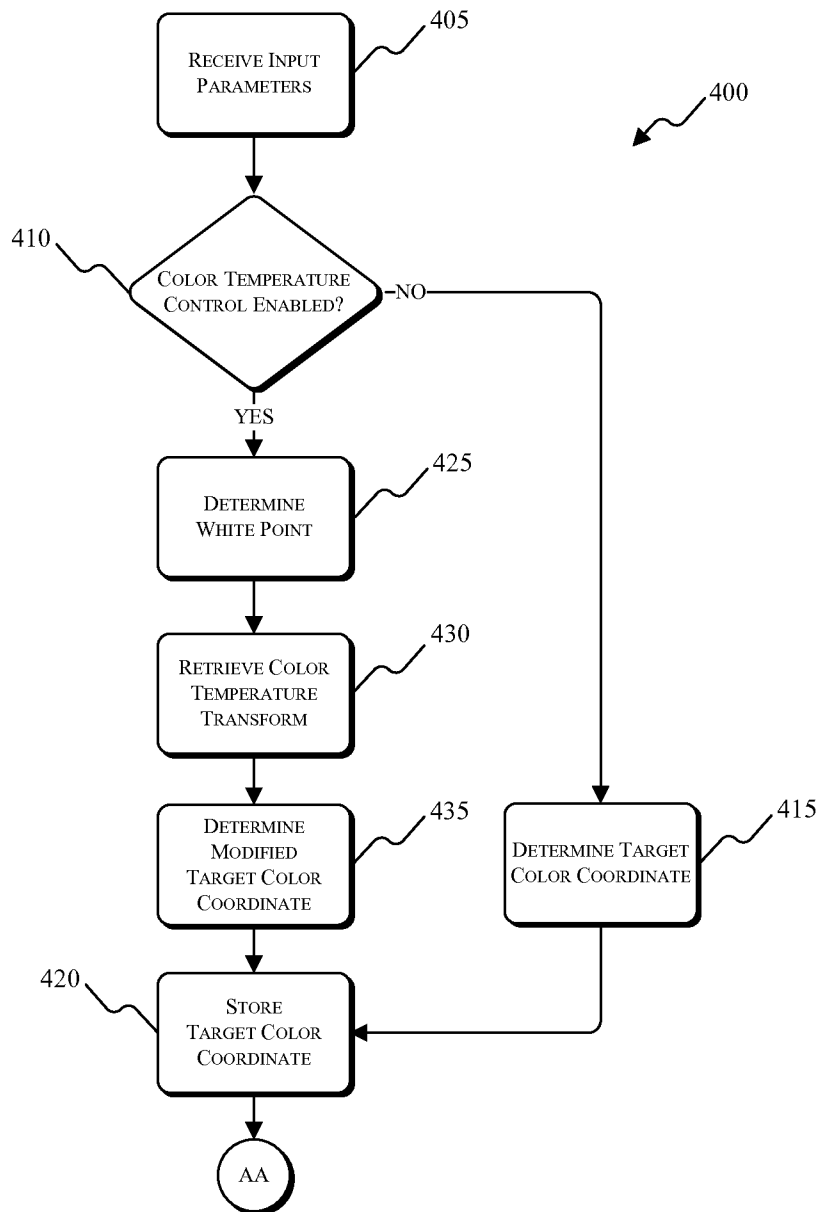 405
RECEIVE INPUT
PARAMETERS
400
410
COLOR TEMPERATURE
CONTROL ENABLED?
NO
YES
425
DETERMINE
WHITE POINT
430
RETRIEVE COLOR
TEMPERATURE
TRANSFORM
435
DETERMINE
MODIFIED
TARGET COLOR
COORDINATE
415
DETERMINE TARGET
COLOR COORDINATE
420
STORE
TARGET COLOR
COORDINATE
AA